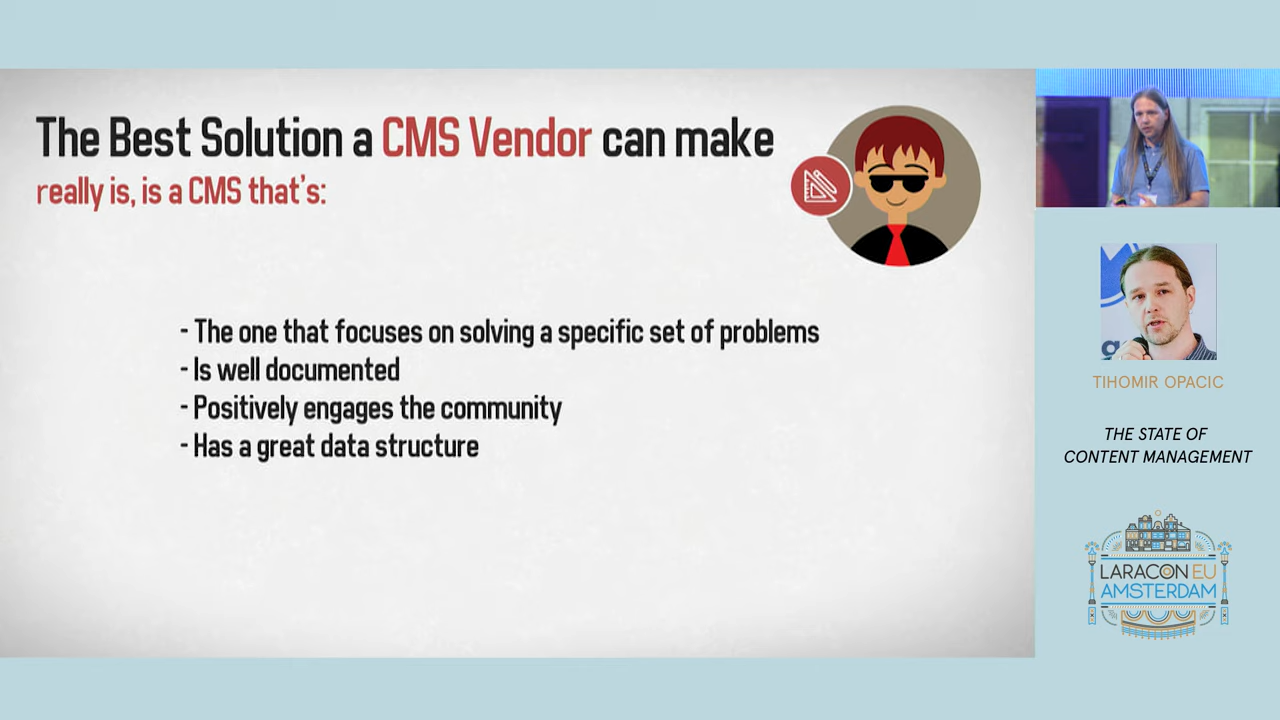 The Best Solution a CMS Vendor can make
really is, is a CMS that's:
- The one that focuses on solving a specific set of problems
- Is well documented
- Positively engages the community
- Has a great data structure
TIHOMIR OPACIC
THE STATE OF
CONTENT MANAGEMENT
LARACON EU
AMSTERDAM